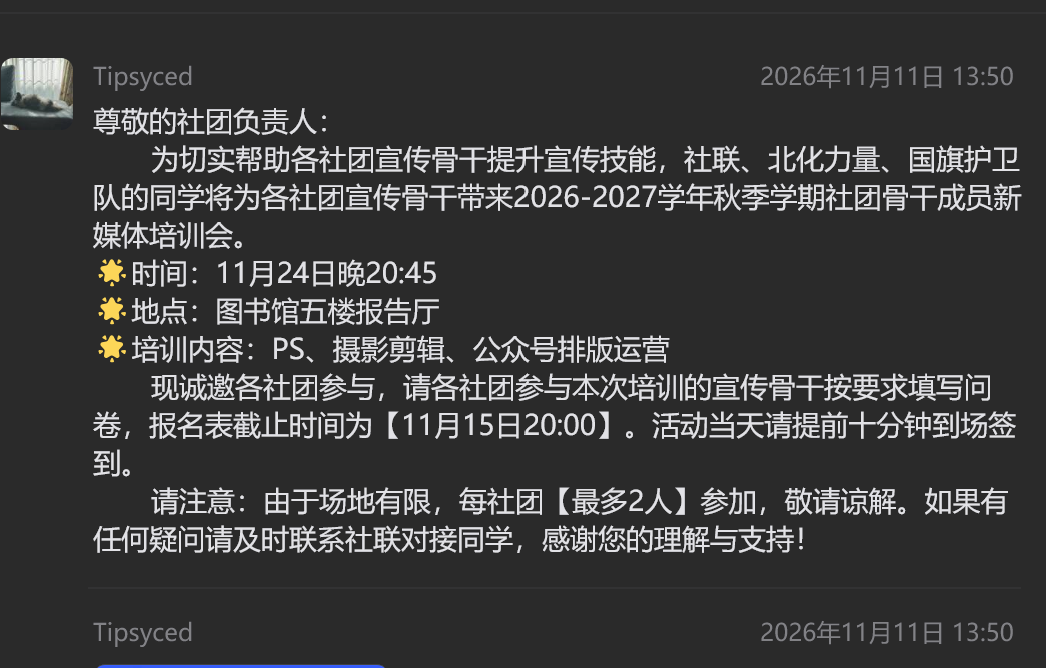 Tipsyced 2026年11月11日 13:50
尊敬的社团负责人：
为切实帮助各社团宣传骨干提升宣传技能，社联、北化力量、国旗护卫
队的同学将为各社团宣传骨干带来2026-2027学年秋季学期社团骨干成员新
媒体培训会。
🌟时间：11月24日晚20:45
🌟地点：图书馆五楼报告厅
🌟培训内容：PS、摄影剪辑、公众号排版运营
现诚邀各社团参与，请各社团参与本次培训的宣传骨干按要求填写问
卷，报名表截止时间为【11月15日20:00】。活动当天请提前十分钟到场签
到。
请注意：由于场地有限，每社团【最多2人】参加，敬请谅解。如果有
任何疑问请及时联系社联对接同学，感谢您的理解与支持！
Tipsyced 2026年11月11日 13:50